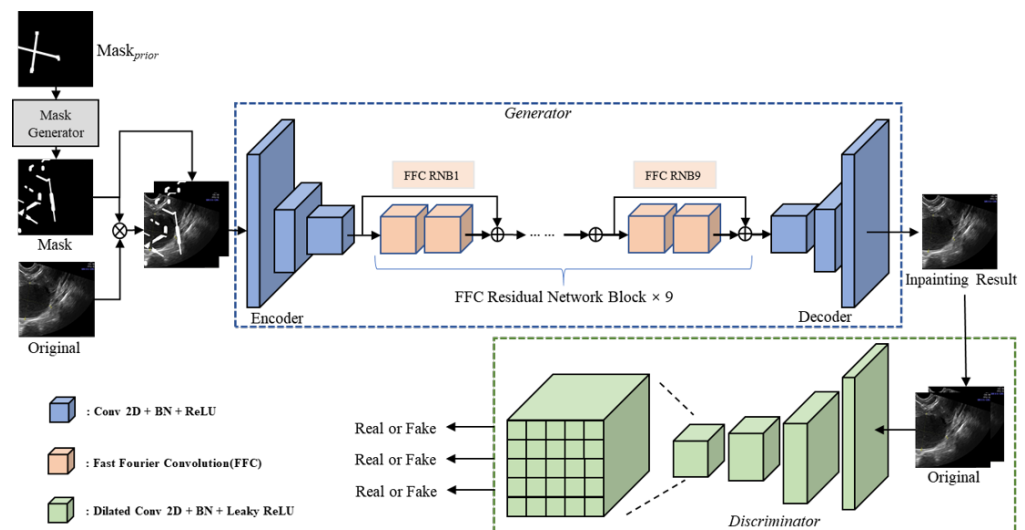 Mask prior
Mask
Generator
Mask
Original
Generator
FFC RNB1
FFC RNB9
... ...
FFC Residual Network Block × 9
Encoder
Decoder
Inpainting Result
: Conv 2D + BN + ReLU
: Fast Fourier Convolution(FFC)
: Dilated Conv 2D + BN + Leaky ReLU
Real or Fake
Real or Fake
Real or Fake
Discriminator
Original